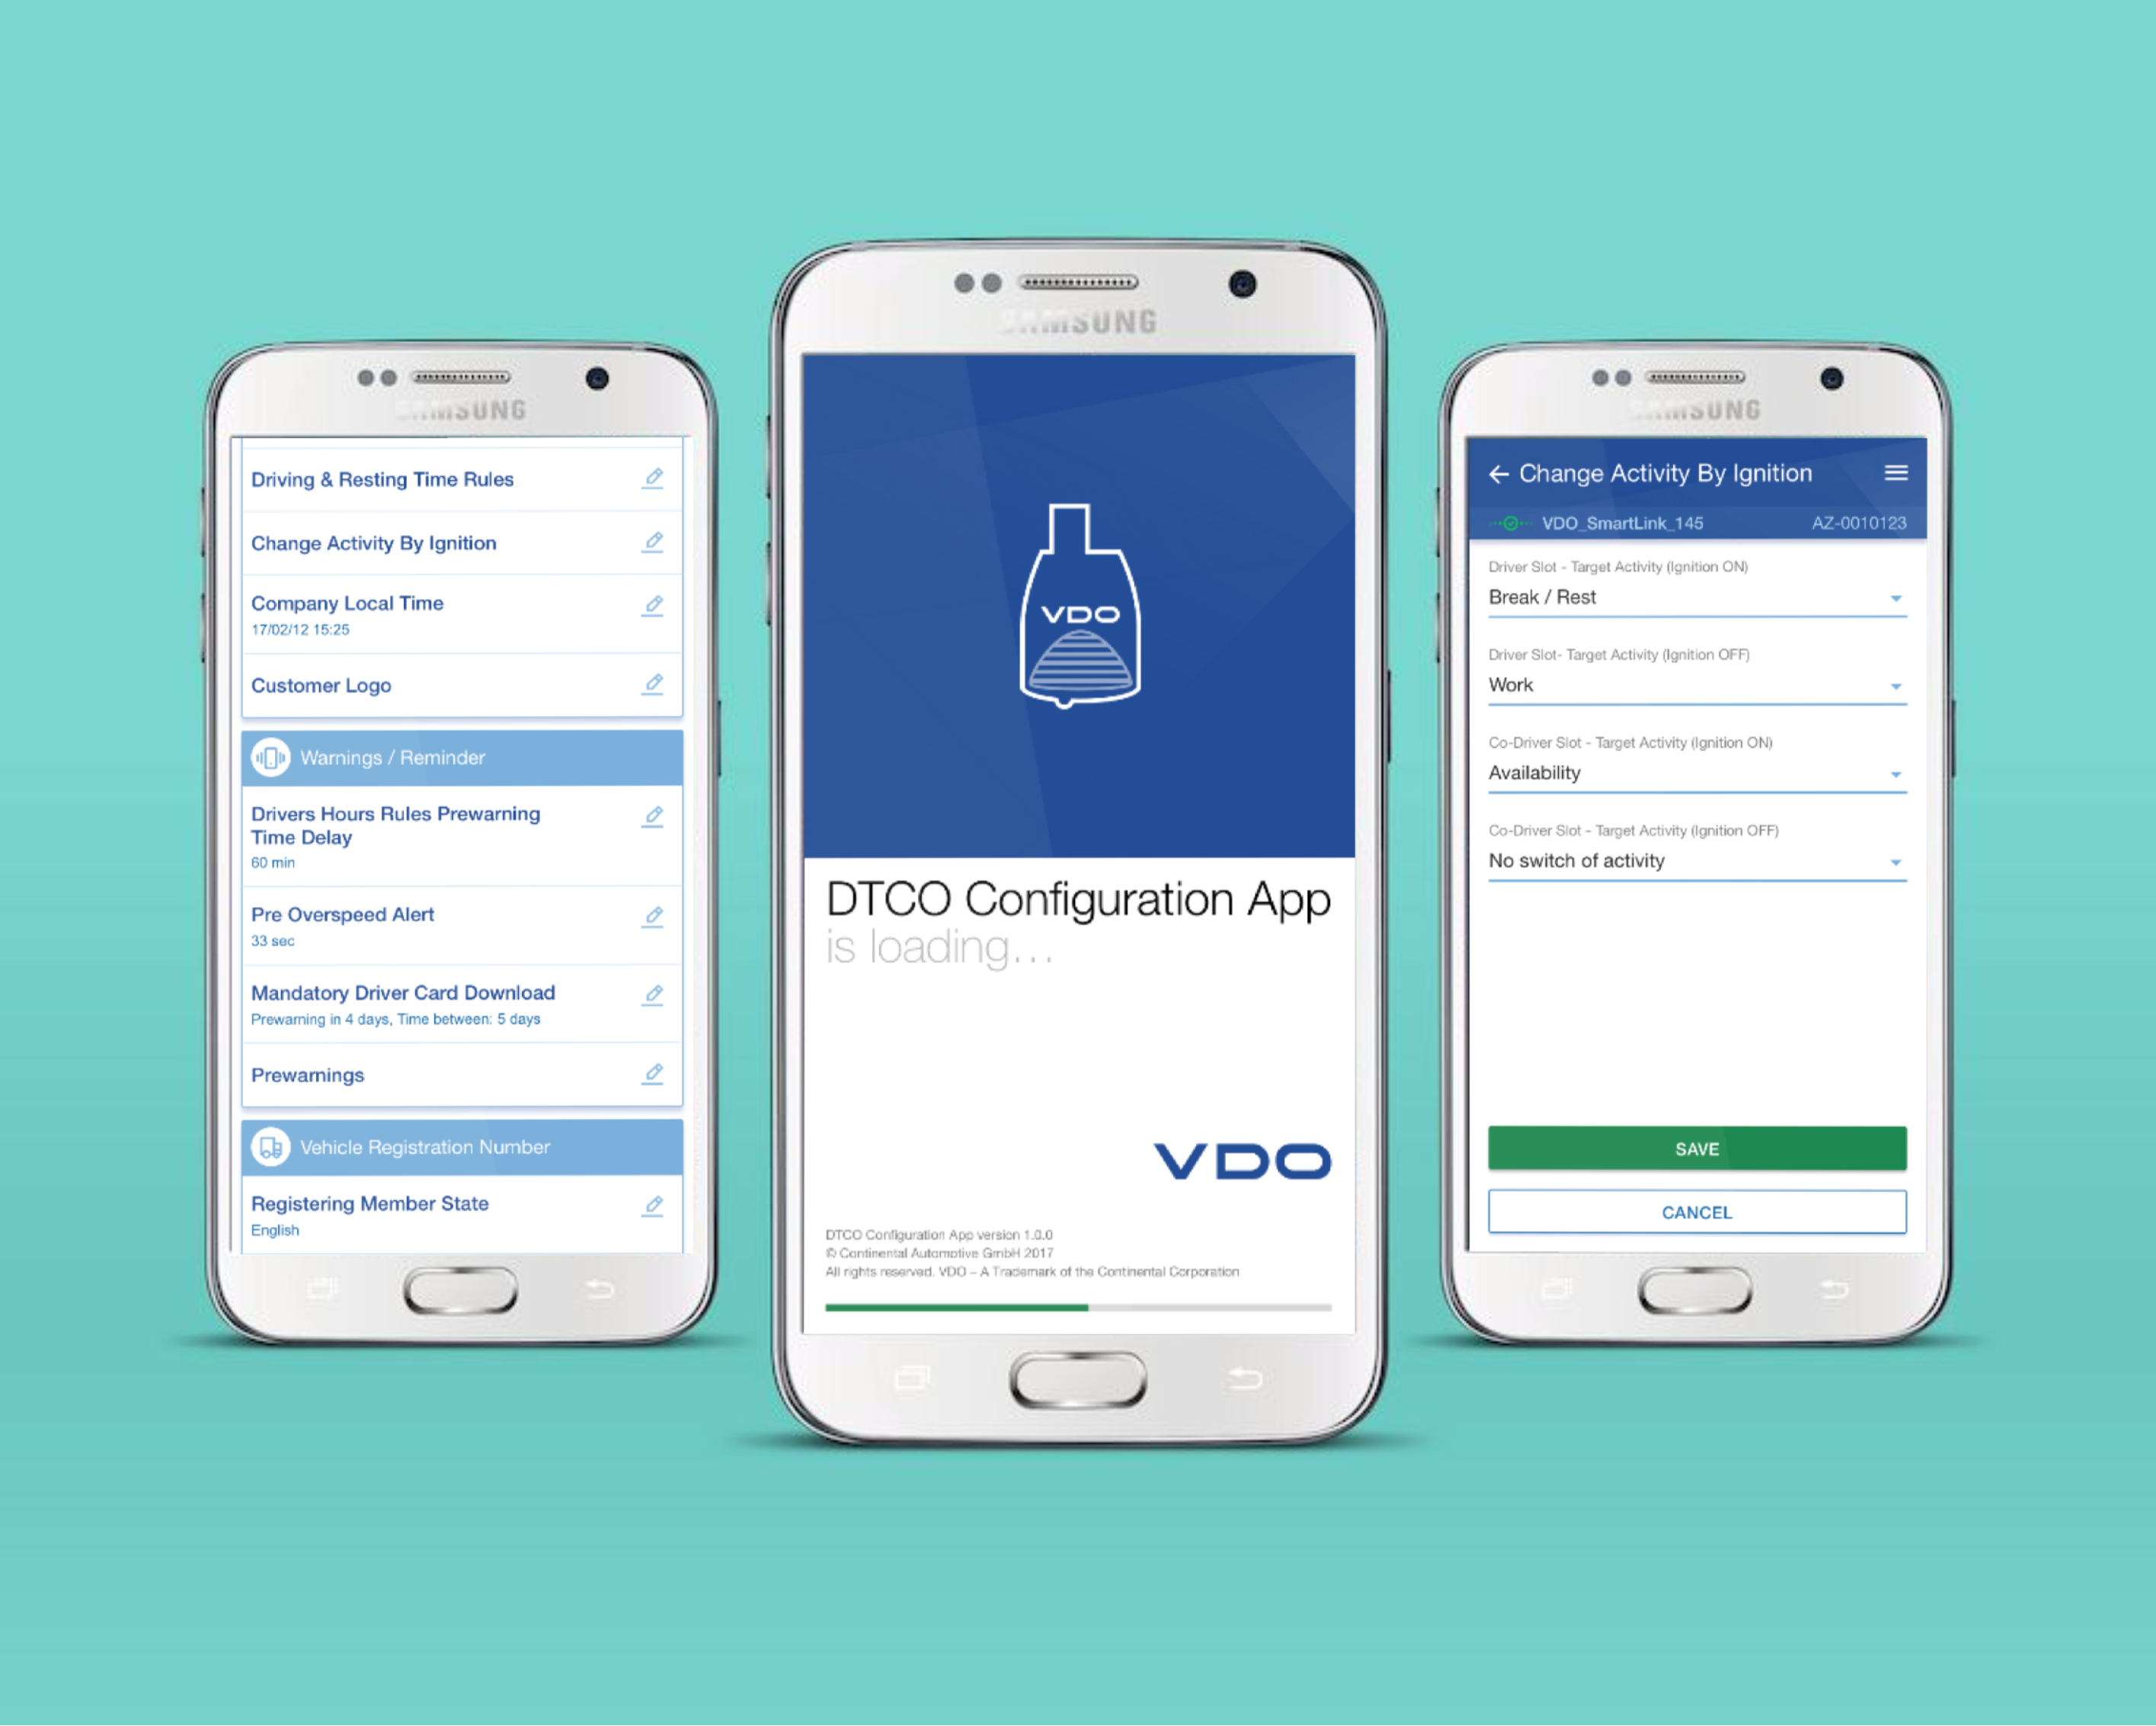 SAMSUNG
Driving & Resting Time Rules
Change Activity By Ignition
Company Local Time
17/02/12 15:25
Customer Logo
Warnings / Reminder
Drivers Hours Rules Prewarning
Time Delay
60 min
Pre Overspeed Alert
33 sec
Mandatory Driver Card Download
Prewarning in 4 days, Time between: 5 days
Prewarnings
Vehicle Registration Number
Registering Member State
English
SAMSUNG
VDO
DTCO Configuration App
is loading...
VDO
DTCO Configuration App version 1.0.0
© Continental Automotive GmbH 2017
All rights reserved. VDO – A Trademark of the Continental Corporation
SAMSUNG
Change Activity By Ignition
VDO_SmartLink_145 AZ-0010123
Driver Slot - Target Activity (Ignition ON)
Break / Rest
Driver Slot- Target Activity (Ignition OFF)
Work
Co-Driver Slot - Target Activity (Ignition ON)
Availability
Co-Driver Slot - Target Activity (Ignition OFF)
No switch of activity
SAVE
CANCEL